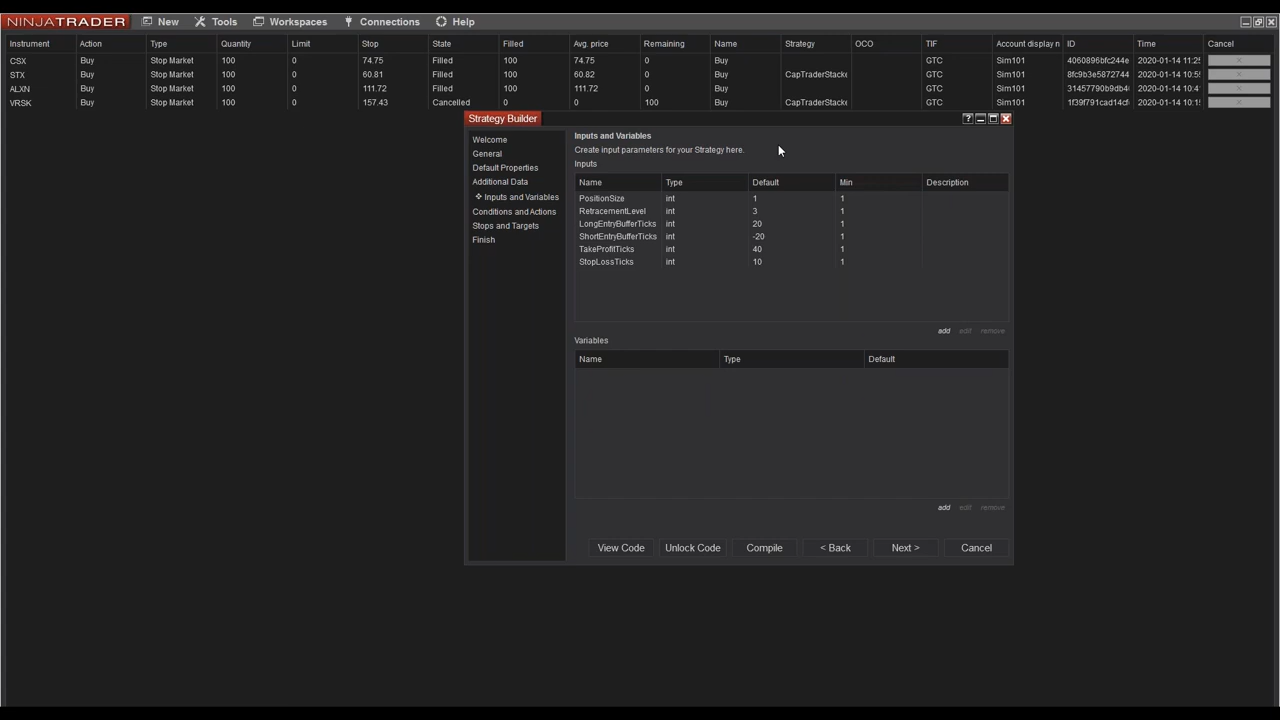 NINJATRADER New Tools Workspaces Connections Help
Instrument Action Type Quantity Limit Stop State Filled Avg. price Remaining Name Strategy OCO TIF Account display n ID Time Cancel
CSX Buy Stop Market 100 0 74.75 Filled 100 74.75 0 Buy GTC Sim101 4060896bfc244e 2020-01-14 11:25
STX Buy Stop Market 100 0 60.81 Filled 100 60.82 0 Buy CapTraderStacke GTC Sim101 8fc9b3e5872744 2020-01-14 10:5
ALXN Buy Stop Market 100 0 111.72 Filled 100 111.72 0 Buy GTC Sim101 31457790b9db4 2020-01-14 10:4
VRSK Buy Stop Market 100 0 157.43 Cancelled 0 0 100 Buy CapTraderStacke GTC Sim101 1f39f791cad14cf 2020-01-14 10:1
Strategy Builder ?
Welcome
General
Default Properties
Additional Data
Inputs and Variables
Conditions and Actions
Stops and Targets
Finish
Inputs and Variables
Create input parameters for your Strategy here.
Inputs
Name Type Default Min Description
PositionSize int 1 1
RetracementLevel int 3 1
LongEntryBufferTicks int 20 1
ShortEntryBufferTicks int -20 1
TakeProfitTicks int 40 1
StopLossTicks int 10 1
add edit remove
Variables
Name Type Default
add edit remove
View Code Unlock Code Compile < Back Next > Cancel